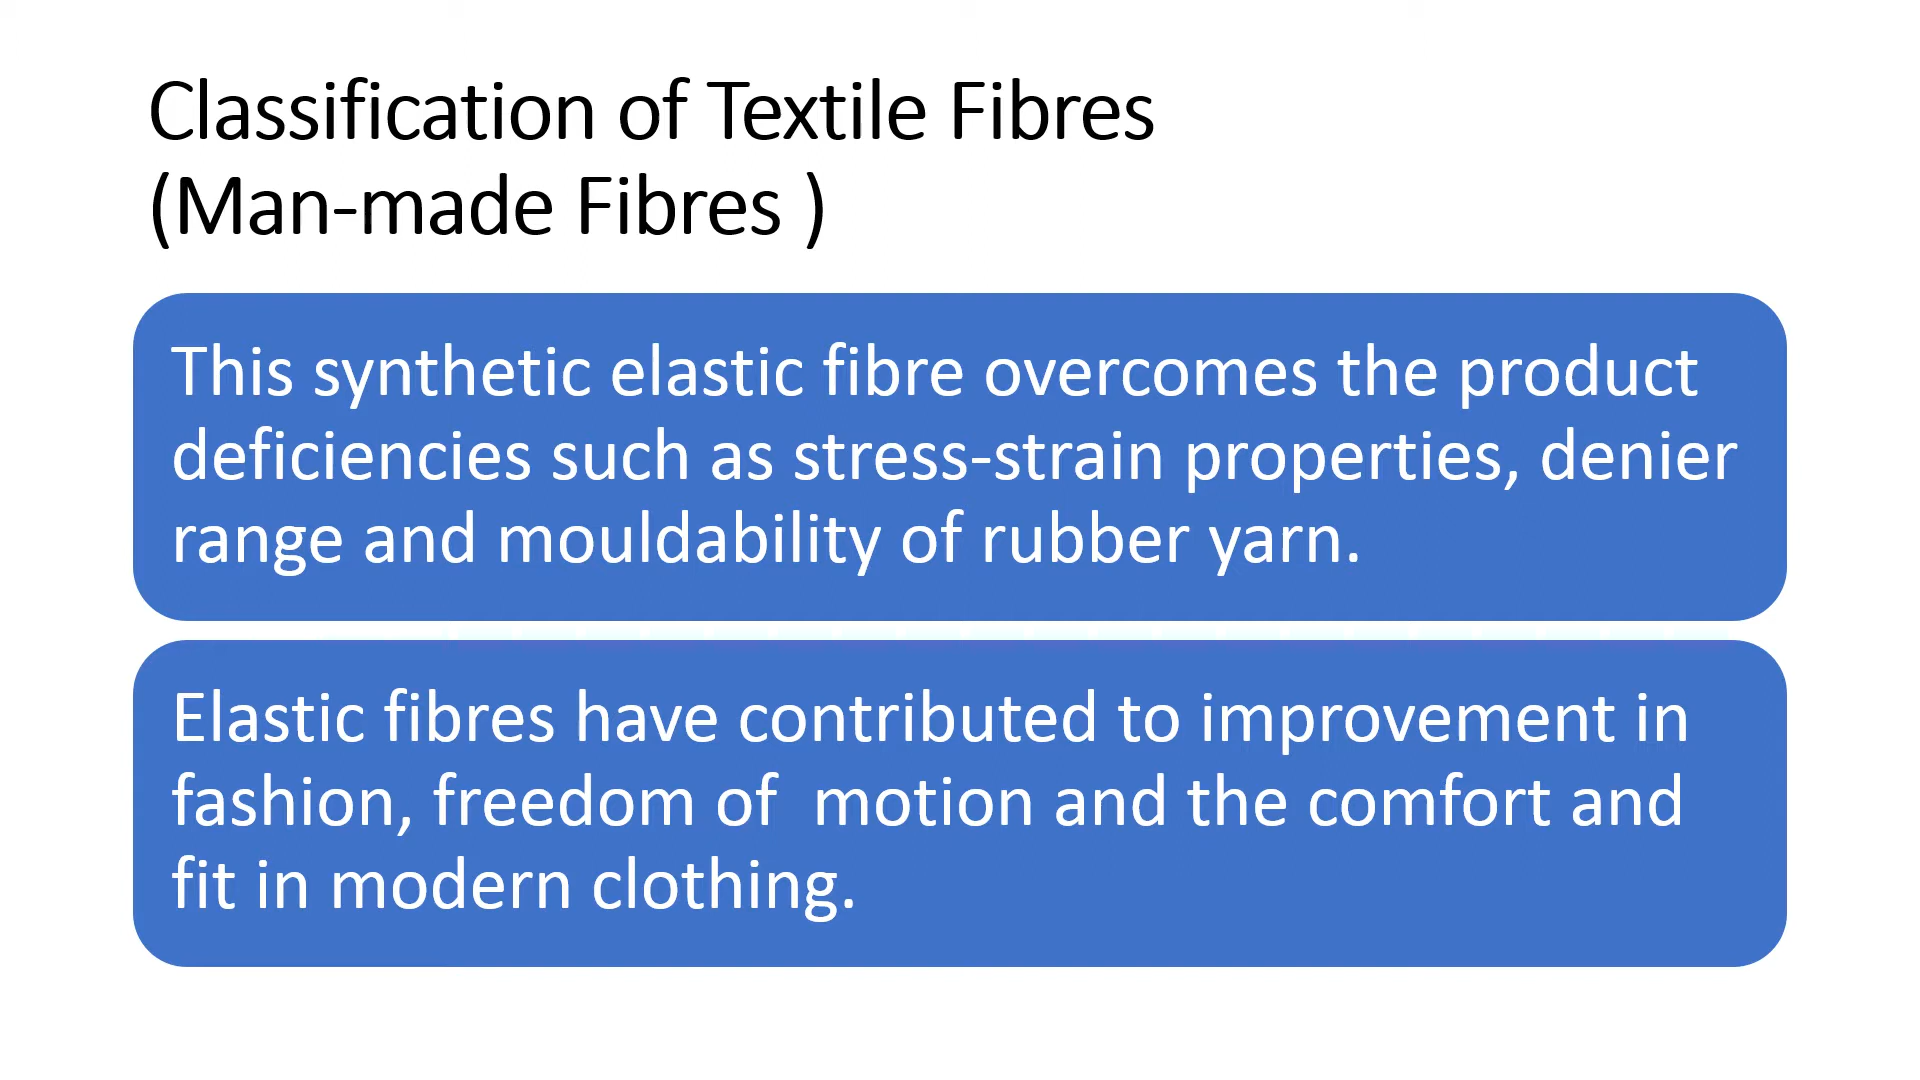 Classification of Textile Fibres
(Man-made Fibres )
This synthetic elastic fibre overcomes the product
deficiencies such as stress-strain properties, denier
range and mouldability of rubber yarn.
Elastic fibres have contributed to improvement in
fashion, freedom of  motion and the comfort and
fit in modern clothing.